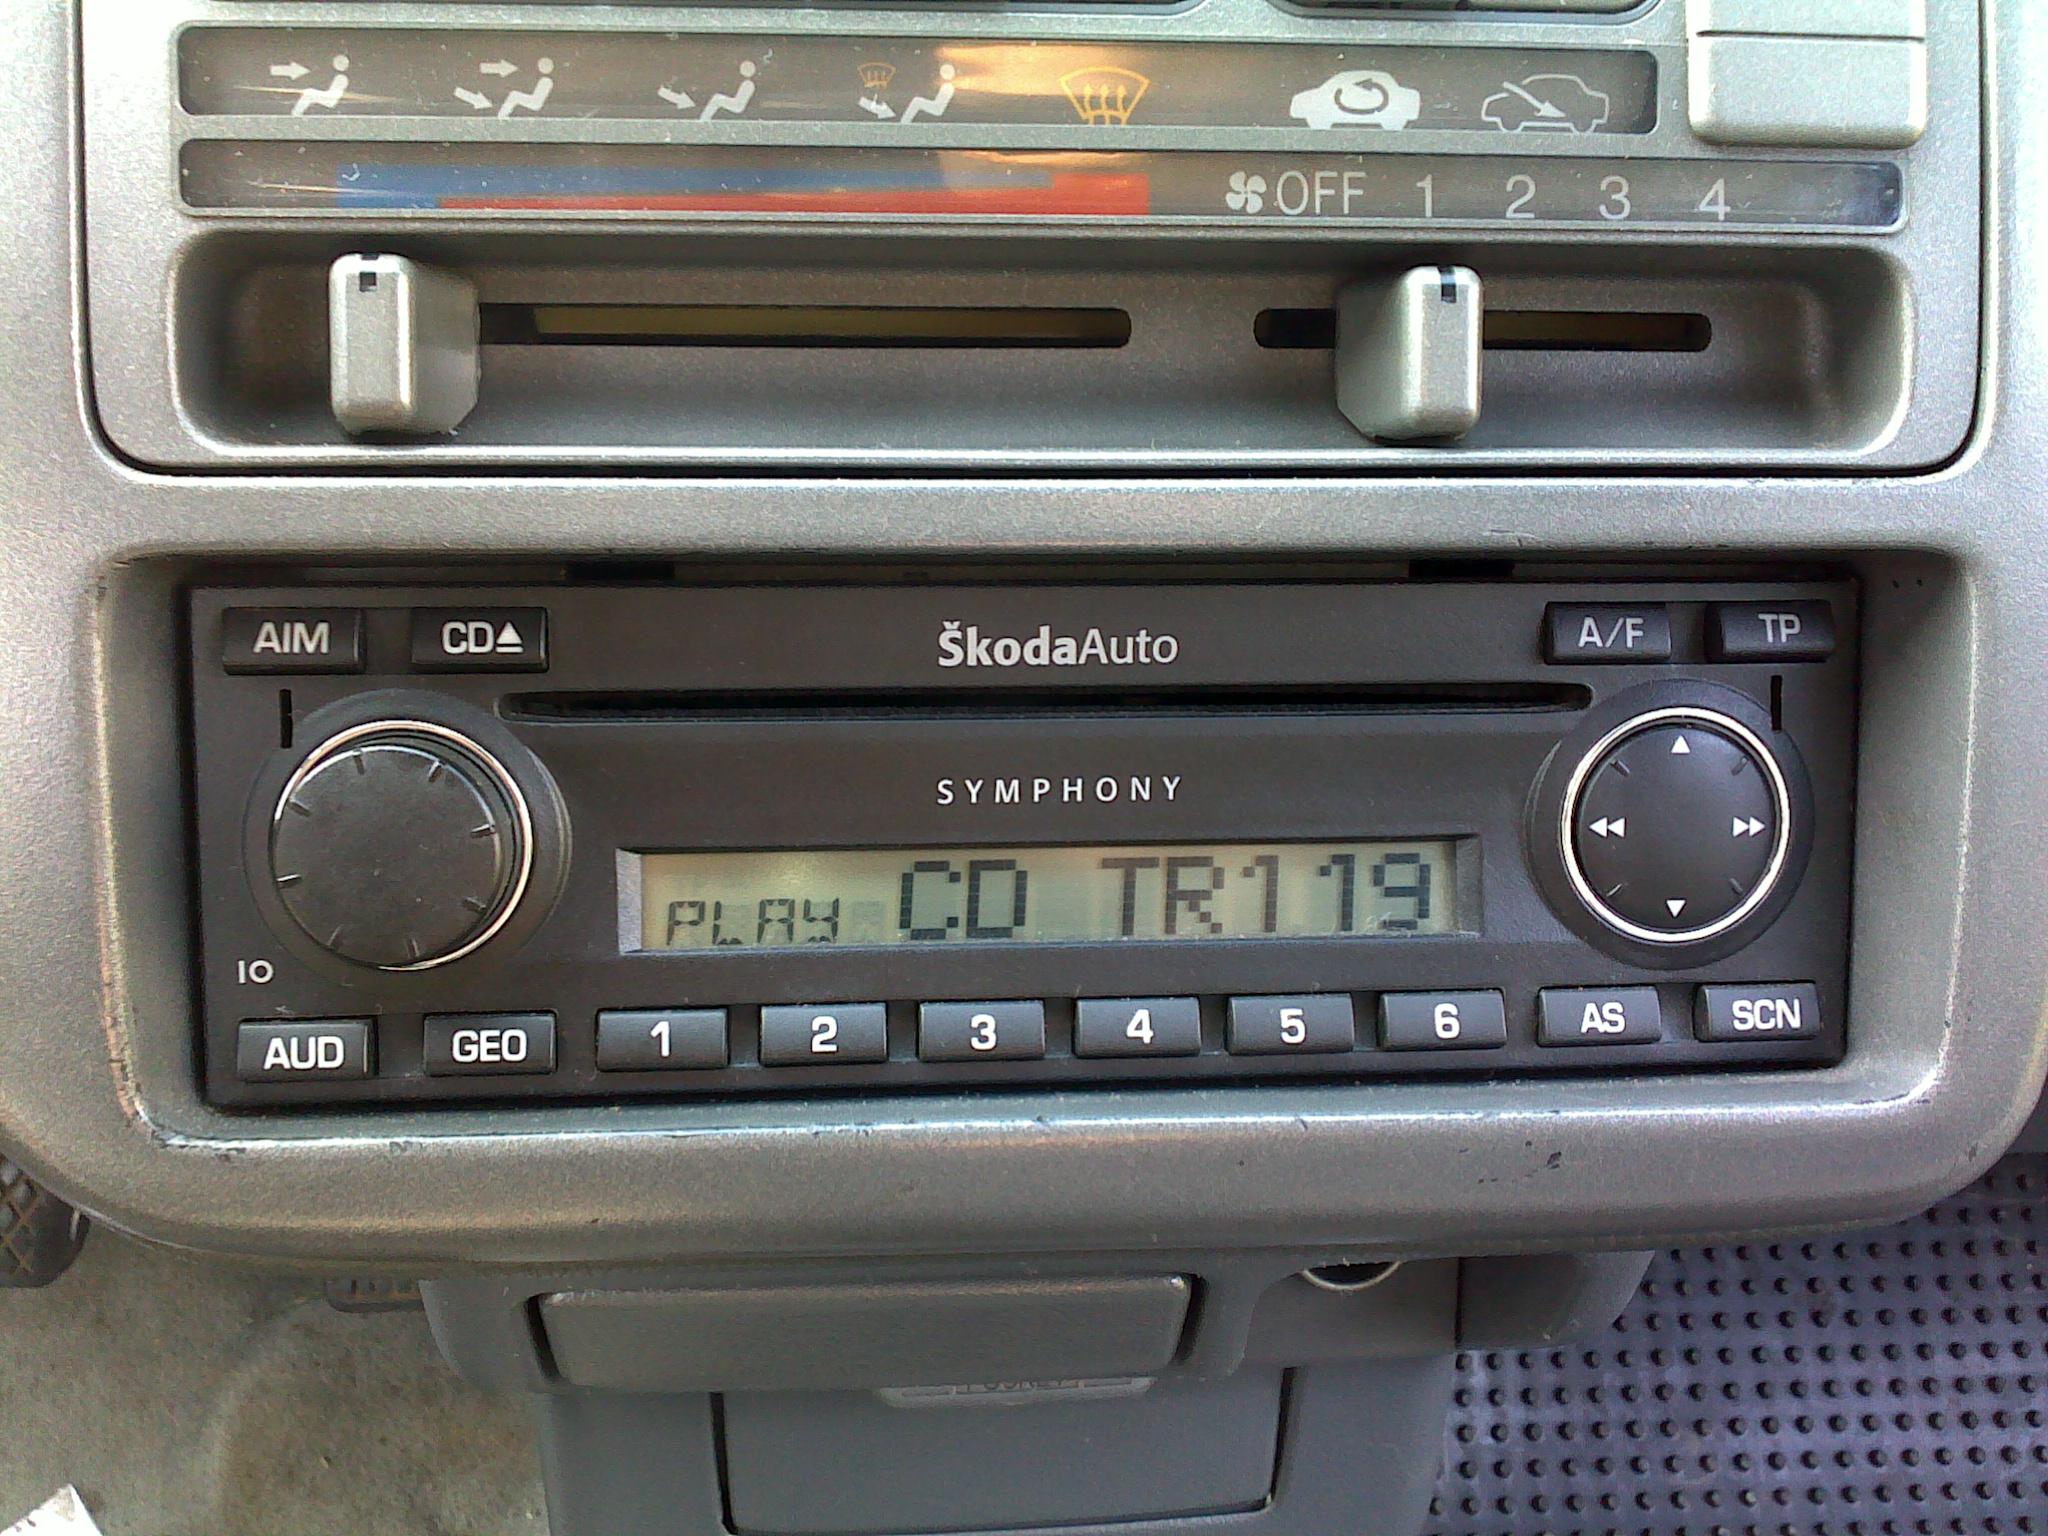 OFF 1 2 3 4
AIM CD ŠkodaAuto A/F TP
SYMPHONY
PLAY CD TR119
IO
AUD GEO 1 2 3 4 5 6 AS SCN